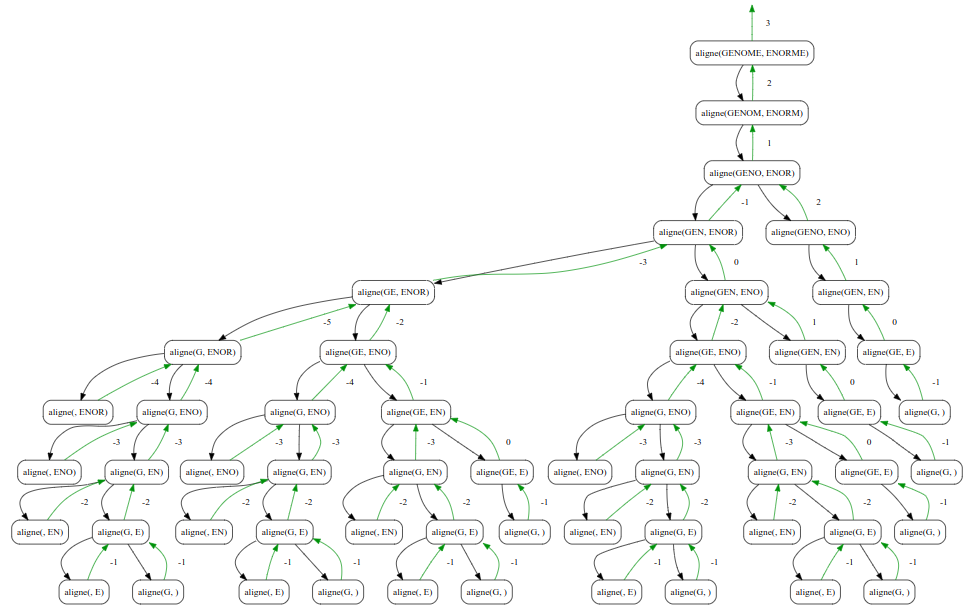 3
aligne(GENOME, ENORME)
2
aligne(GENOM, ENORM)
1
aligne(GENO, ENOR)
-1 2
aligne(GEN, ENOR) aligne(GENO, ENO)
-3 0 1
aligne(GE, ENOR) aligne(GEN, ENO) aligne(GEN, EN)
-5 -2 -2 1 0
aligne(G, ENOR) aligne(GE, ENO) aligne(GE, ENO) aligne(GEN, EN) aligne(GE, E)
-4 -4 -4 -1 -4 -1 0 -1
aligne(, ENOR) aligne(G, ENO) aligne(G, ENO) aligne(GE, EN) aligne(G, ENO) aligne(GE, EN) aligne(GE, E) aligne(G, )
-3 -3 -3 -3 -3 0 -3 -3 -3 0 -1
aligne(, ENO) aligne(G, EN) aligne(, ENO) aligne(G, EN) aligne(G, EN) aligne(GE, E) aligne(, ENO) aligne(G, EN) aligne(G, EN) aligne(GE, E) aligne(G, )
-2 -2 -2 -2 -2 -2 -1 -2 -2 -2 -2 -1
aligne(, EN) aligne(G, E) aligne(, EN) aligne(G, E) aligne(, EN) aligne(G, E) aligne(G, ) aligne(, EN) aligne(G, E) aligne(, EN) aligne(G, E) aligne(G, )
-1 -1 -1 -1 -1 -1 -1 -1 -1 -1
aligne(, E) aligne(G, ) aligne(, E) aligne(G, ) aligne(, E) aligne(G, ) aligne(, E) aligne(G, ) aligne(, E) aligne(G, )